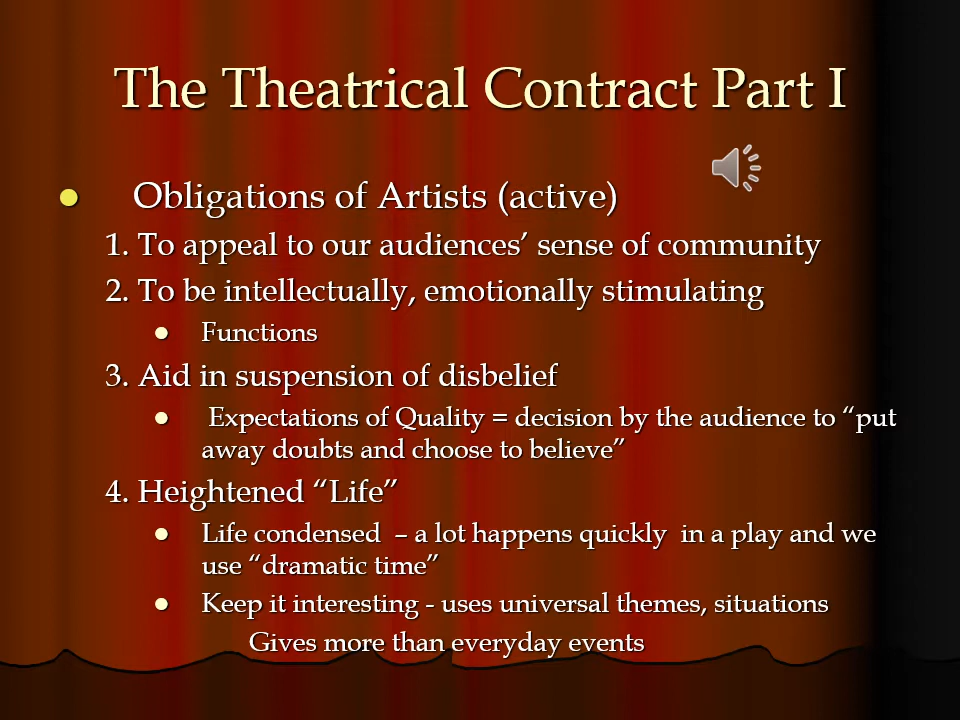 The Theatrical Contract Part I
● Obligations of Artists (active)
1. To appeal to our audiences’ sense of community
2. To be intellectually, emotionally stimulating
● Functions
3. Aid in suspension of disbelief
● Expectations of Quality = decision by the audience to “put
away doubts and choose to believe”
4. Heightened “Life”
● Life condensed – a lot happens quickly in a play and we
use “dramatic time”
● Keep it interesting - uses universal themes, situations
Gives more than everyday events